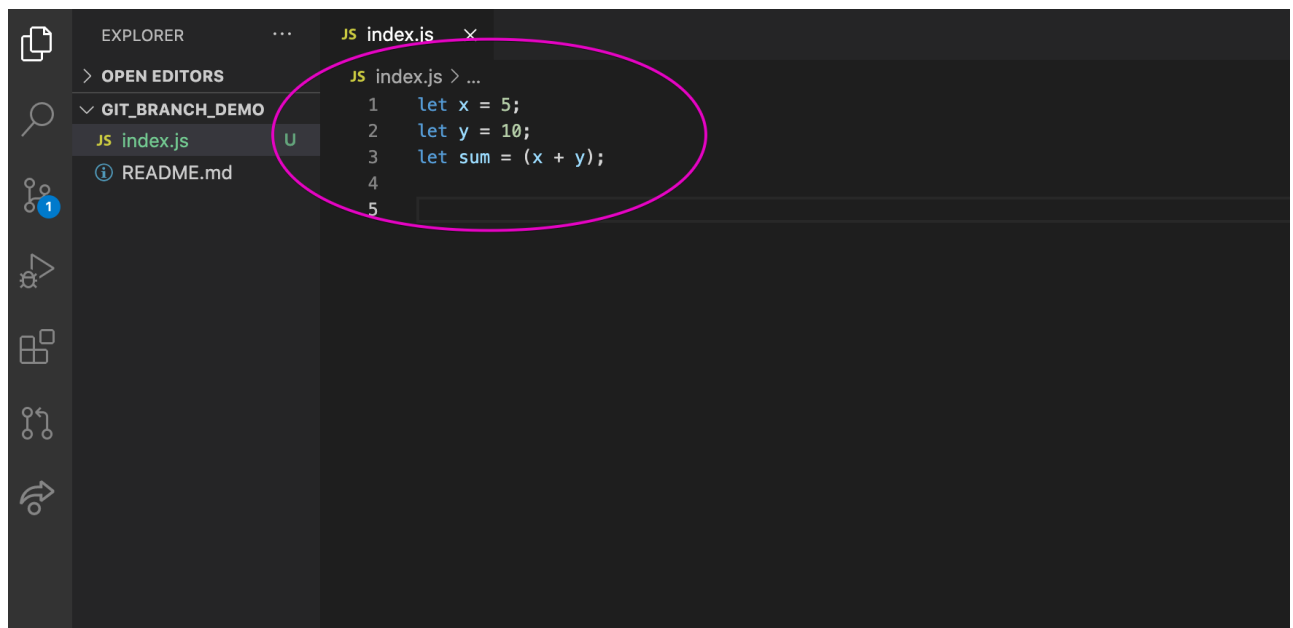 EXPLORER ···
OPEN EDITORS
GIT_BRANCH_DEMO
JS index.js U
README.md
1
JS index.js ×
JS index.js > ...
1 let x = 5;
2 let y = 10;
3 let sum = (x + y);
4
5